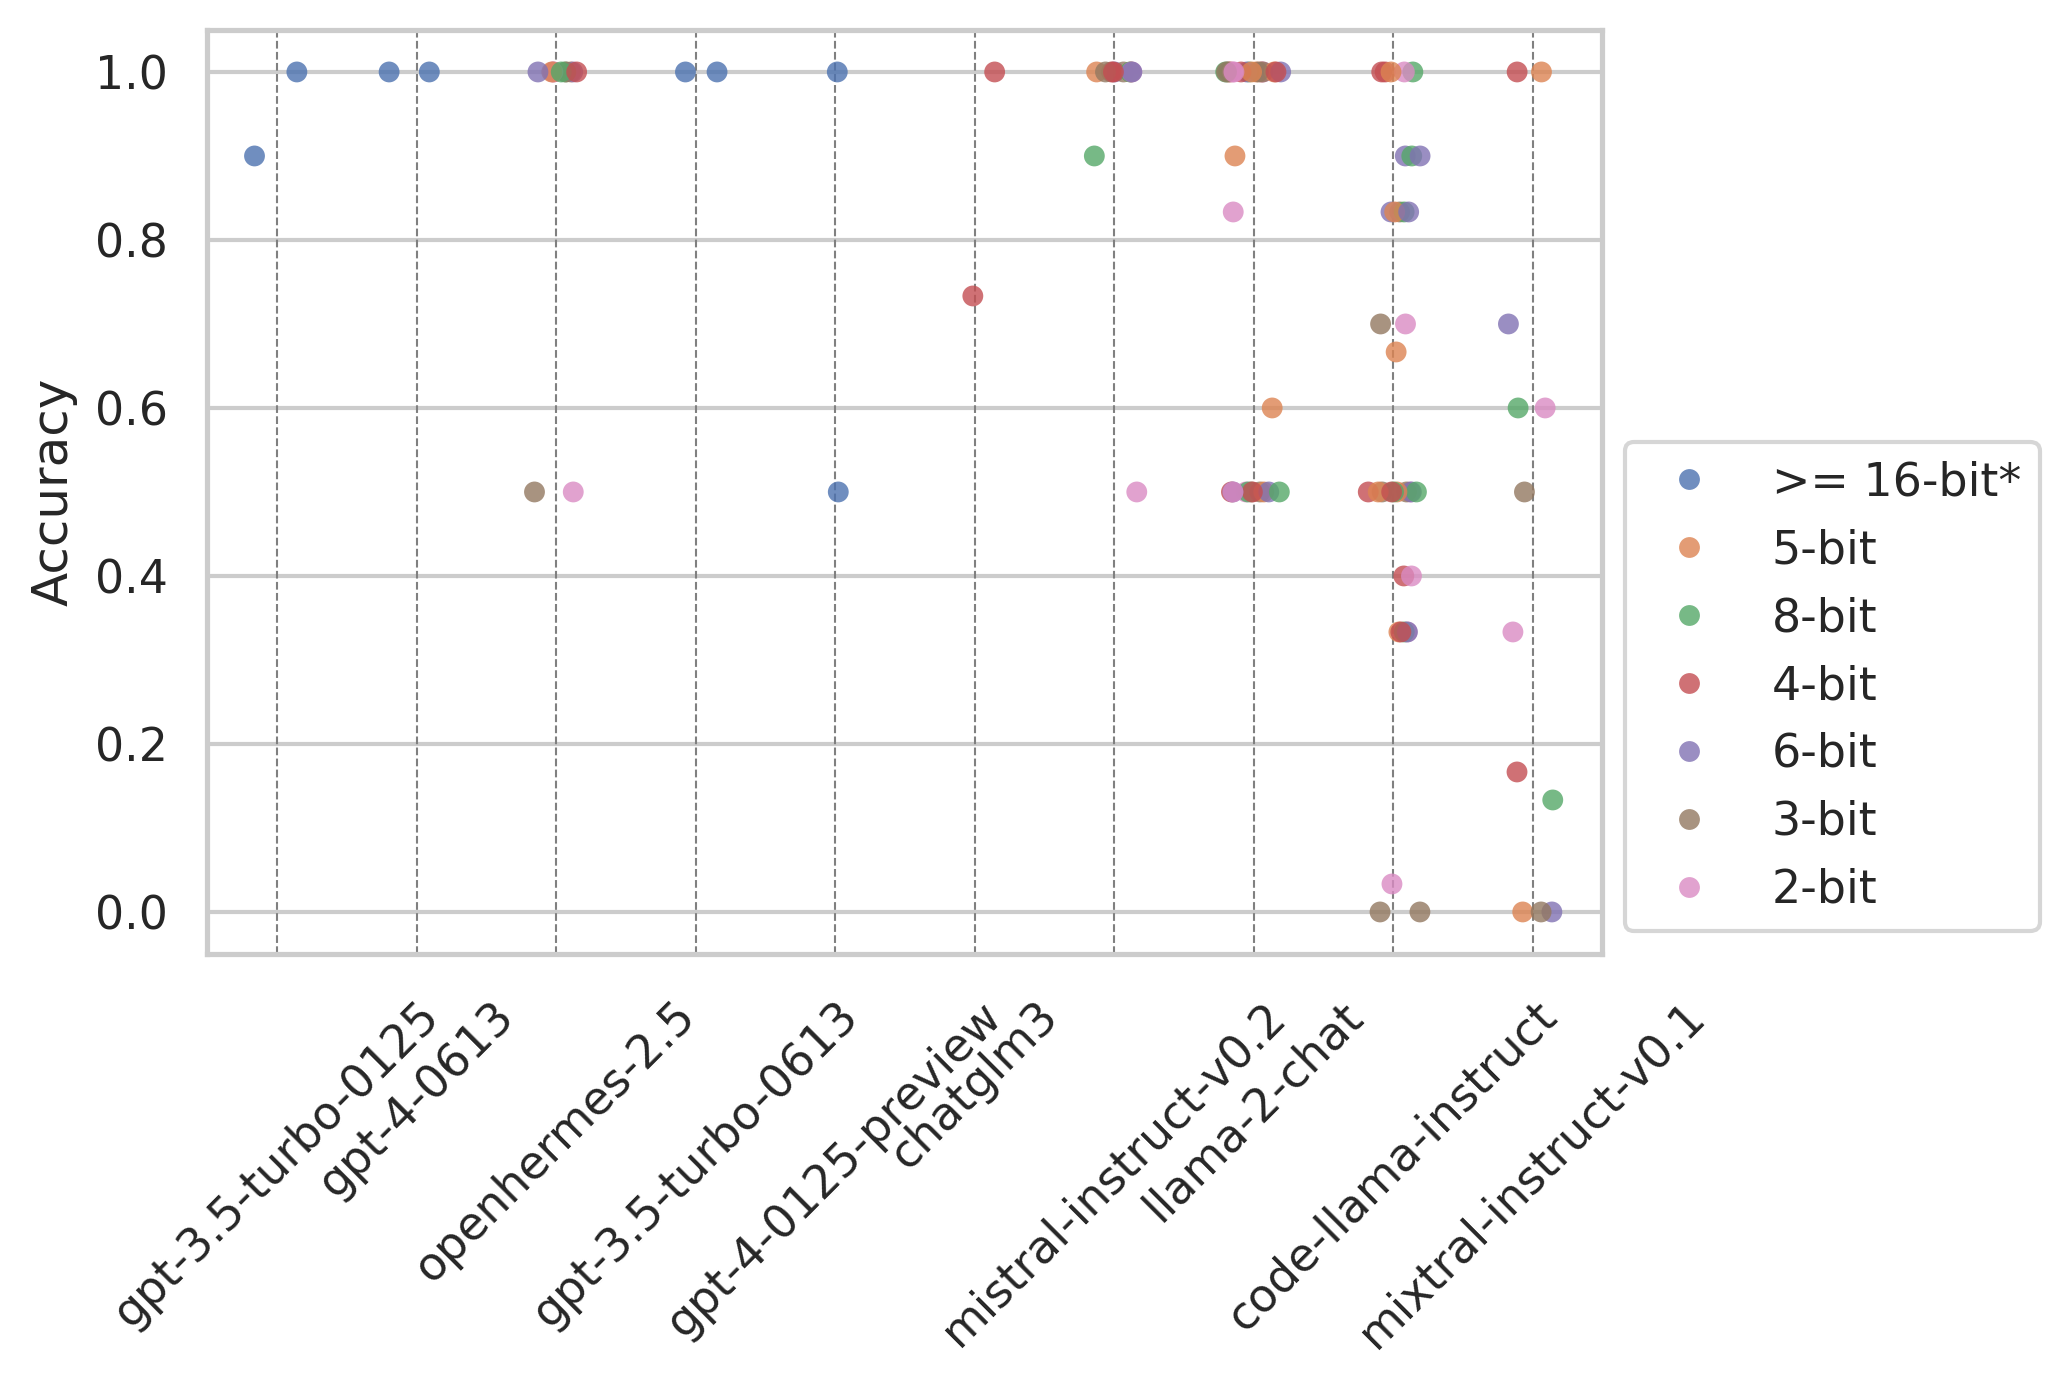 Accuracy
1.0
0.8
0.6
0.4
0.2
0.0
gpt-3.5-turbo-0125
gpt-4-0613
openhermes-2.5
gpt-3.5-turbo-0613
gpt-4-0125-preview
chatglm3
mistral-instruct-v0.2
llama-2-chat
code-llama-instruct
mixtral-instruct-v0.1
>= 16-bit*
5-bit
8-bit
4-bit
6-bit
3-bit
2-bit